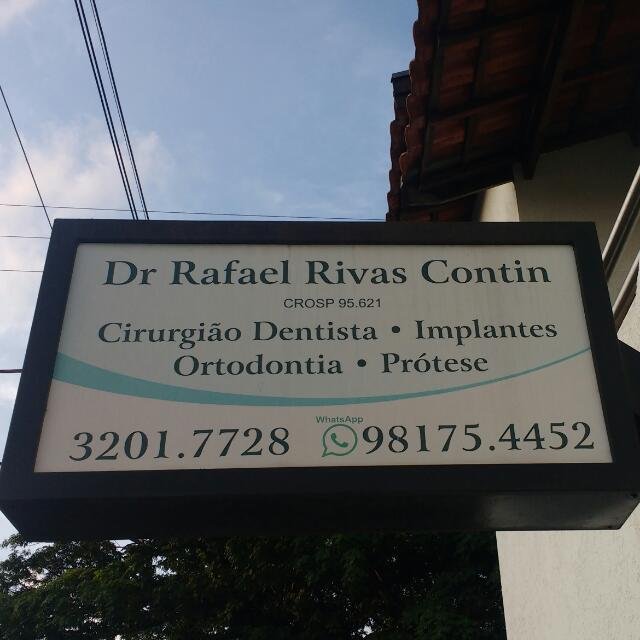 Dr Rafael Rivas Contin
CROSP 95.621
Cirurgião Dentista • Implantes
Ortodontia • Prótese
WhatsApp
3201.7728 98175.4452